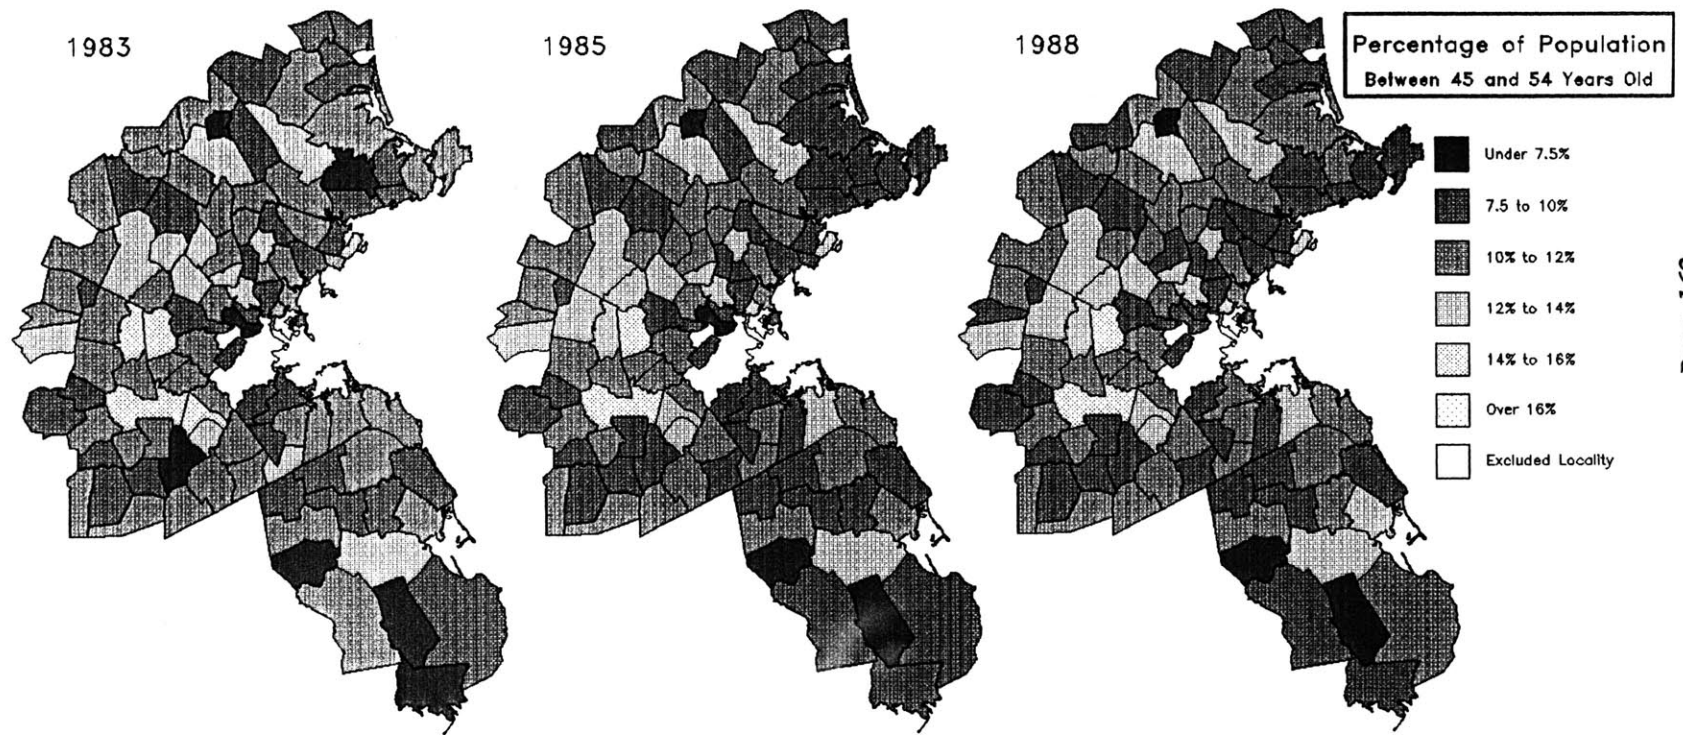 1983
1985
1988
Percentage of Population
Between 45 and 54 Years Old
Under 7.5%
7.5 to 10%
10% to 12%
12% to 14%
14% to 16%
Over 16%
Excluded Locality